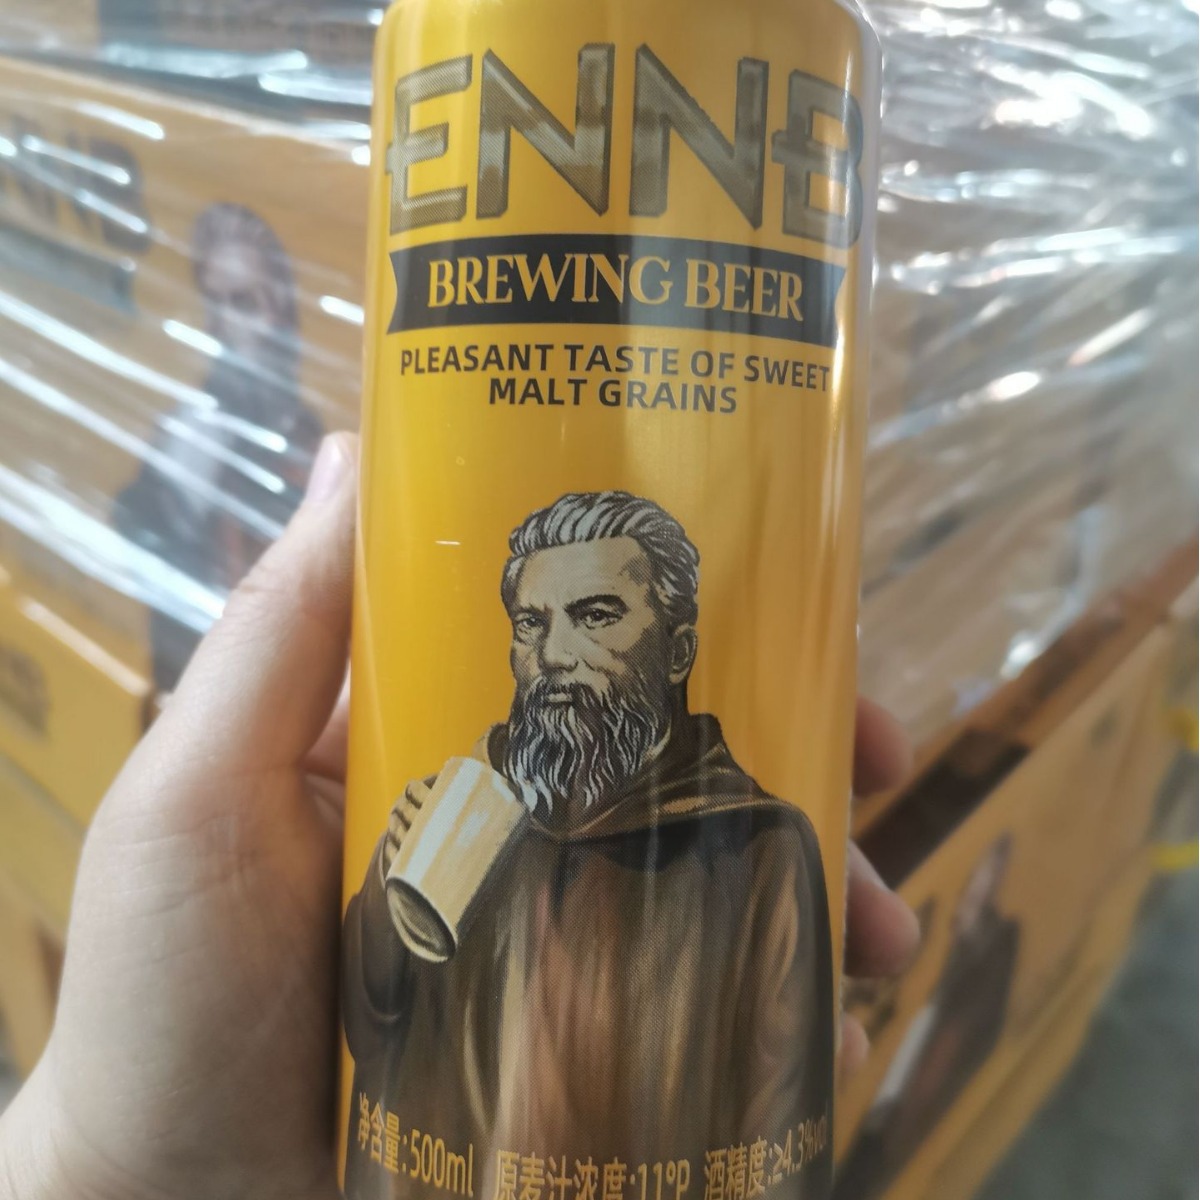 ENNB
BREWING BEER
PLEASANT TASTE OF SWEET
MALT GRAINS
净含量:500ml 原麦汁浓度:11°P 酒精度:≥4.3%vol